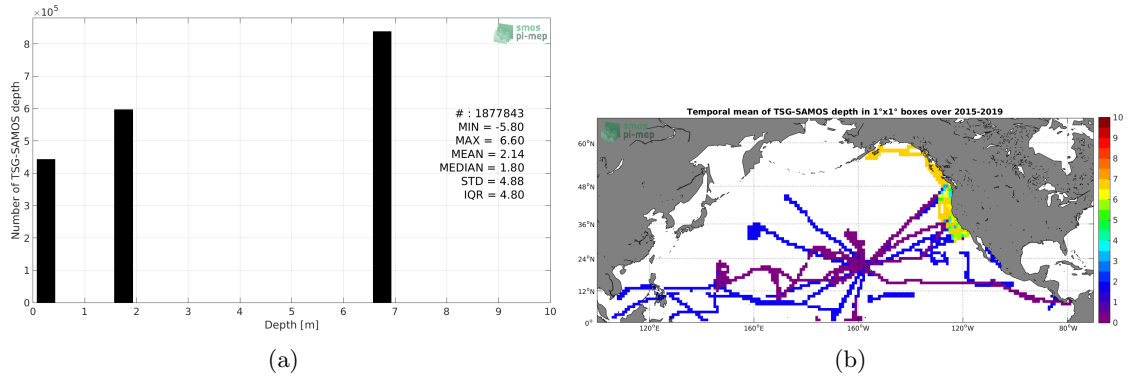 ×10⁵
8
7
6
5
4
3
2
1
0
Number of TSG-SAMOS depth
smos
pi-mep
# : 1877843
MIN = -5.80
MAX = 6.60
MEAN = 2.14
MEDIAN = 1.80
STD = 4.88
IQR = 4.80
0 1 2 3 4 5 6 7 8 9 10
Depth [m]
(a)
Temporal mean of TSG-SAMOS depth in 1°x1° boxes over 2015-2019
smos
pi-mep
60°N
48°N
36°N
24°N
12°N
0°
120°E 160°E 160°W 120°W 80°W
10
9
8
7
6
5
4
3
2
1
0
(b)